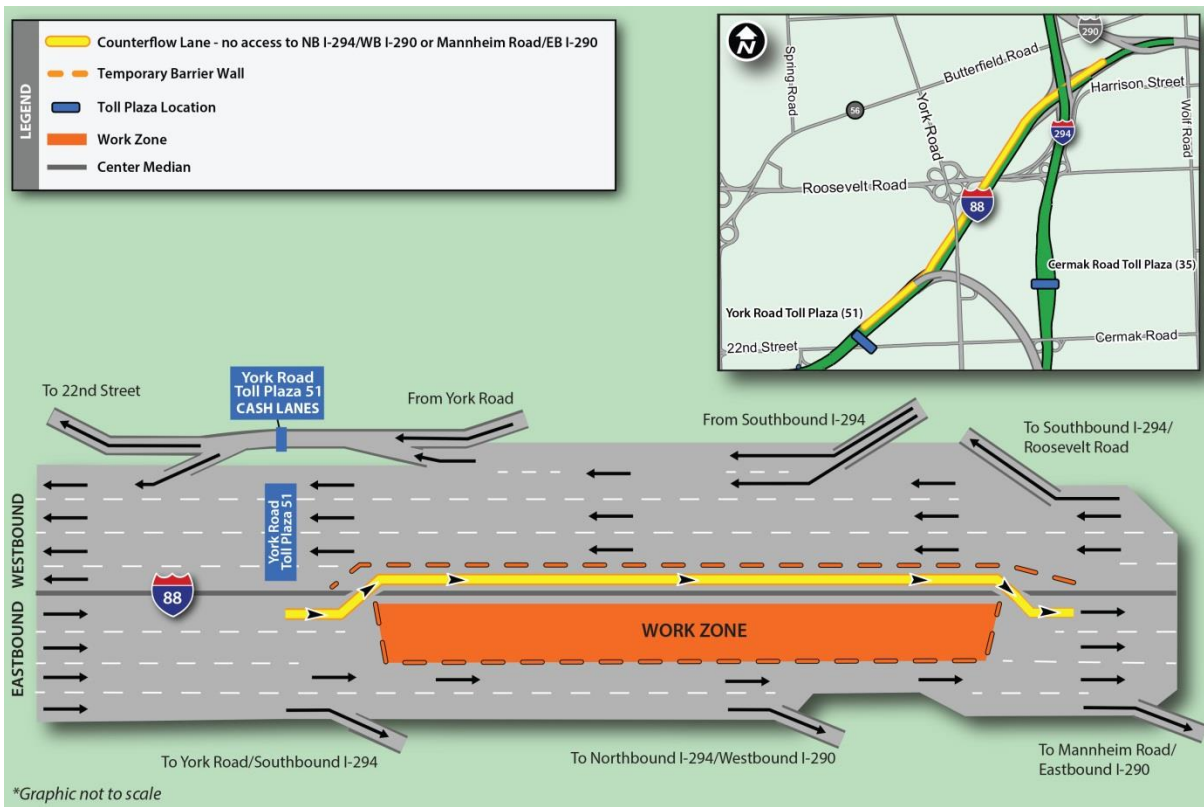 LEGEND
Counterflow Lane - no access to NB I-294/WB I-290 or Mannheim Road/EB I-290
Temporary Barrier Wall
Toll Plaza Location
Work Zone
Center Median
N
290
Spring Road
Butterfield Road
Harrison Street
York Road
56
294
Wolf Road
Roosevelt Road
88
Cermak Road Toll Plaza (35)
York Road Toll Plaza (51)
22nd Street
Cermak Road
To 22nd Street
York Road
Toll Plaza 51
CASH LANES
From York Road
From Southbound I-294
To Southbound I-294/
Roosevelt Road
WESTBOUND
York Road
Toll Plaza 51
88
EASTBOUND
WORK ZONE
To York Road/Southbound I-294
To Northbound I-294/Westbound I-290
To Mannheim Road/
Eastbound I-290
*Graphic not to scale